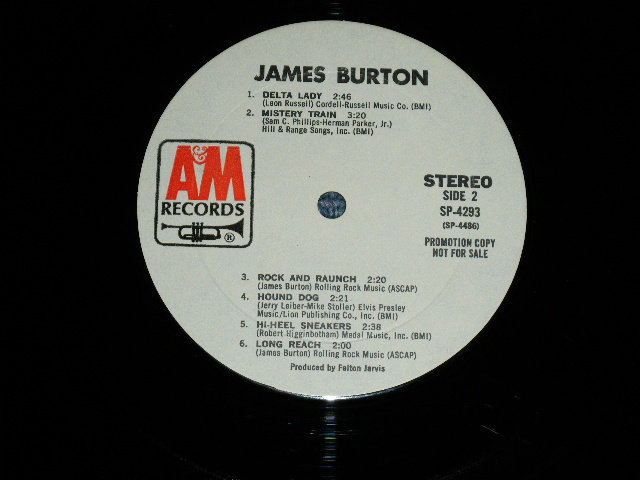 JAMES BURTON
1. DELTA LADY 2:46
(Leon Russell) Cordell-Russell Music Co. (BMI)
2. MISTERY TRAIN 3:20
(Sam C. Phillips-Herman Parker, Jr.)
Hill & Range Songs, Inc. (BMI)
A&M
RECORDS
®
STEREO
SIDE 2
SP-4293
(SP-4486)
PROMOTION COPY
NOT FOR SALE
3. ROCK AND RAUNCH 2:20
(James Burton) Rolling Rock Music (ASCAP)
4. HOUND DOG 2:21
(Jerry Leiber-Mike Stoller) Elvis Presley
Music/Lion Publishing Co., Inc. (BMI)
5. HI-HEEL SNEAKERS 2:38
(Robert Higginbotham) Medal Music, Inc. (BMI)
6. LONG REACH 2:00
(James Burton) Rolling Rock Music (ASCAP)
Produced by Felton Jarvis